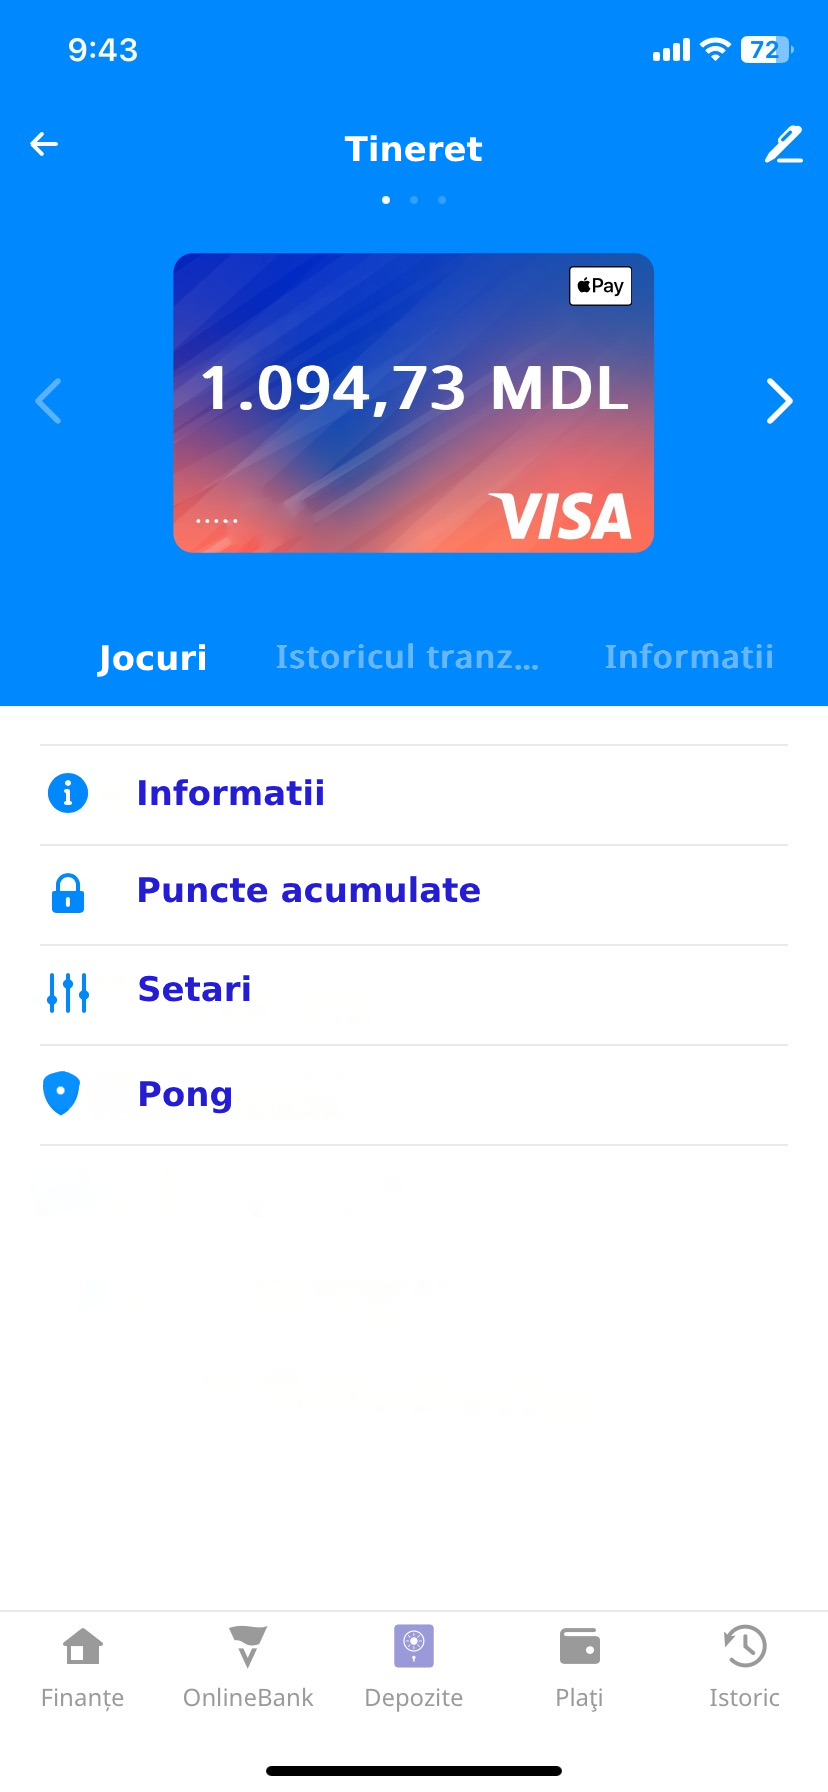 9:43
72
Tineret
Pay
1.094,73 MDL
VISA
Jocuri
Istoricul tranz...
Informatii
Informatii
Puncte acumulate
Setari
Pong
Finanțe
OnlineBank
Depozite
Plaţi
Istoric